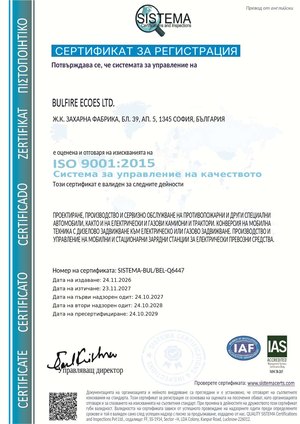 Превод от английски
SISTEMA
Certifications and Inspections
СЕРТИФИКАТ ЗА РЕГИСТРАЦИЯ
Потвърждава се, че системата за управление на
BULFIRE ECOES LTD.
Ж.К. ЗАХАРНА ФАБРИКА, БЛ. 39, АП. 5, 1345 СОФИЯ, БЪЛГАРИЯ
е оценена и отговаря на изискванията на
ISO 9001:2015
Система за управление на качеството
Този сертификат е валиден за следните дейности
ПРОЕКТИРАНЕ, ПРОИЗВОДСТВО И СЕРВИЗНО ОБСЛУЖВАНЕ НА ПРОТИВОПОЖАРНИ И ДРУГИ СПЕЦИАЛНИ
АВТОМОБИЛИ, КАКТО И НА ЕЛЕКТРИЧЕСКИ И ГАЗОВИ КАМИОНИ И ТРАКТОРИ. КОНВЕРСИЯ НА МОБИЛНА
ТЕХНИКА С ДИЗЕЛОВО ЗАДВИЖВАНЕ КЪМ ЕЛЕКТРИЧЕСКО ИЛИ ГАЗОВО ЗАДВИЖВАНЕ. ПРОИЗВОДСТВО И
УПРАВЛЕНИЕ НА МОБИЛНИ И СТАЦИОНАРНИ ЗАРЯДНИ СТАНЦИИ ЗА ЕЛЕКТРИЧЕСКИ ПРЕВОЗНИ СРЕДСТВА.
Номер на сертификата: SISTEMA-BUL/BEL-Q6447
Дата на издаване: 24.11.2026
Дата на изтичане: 23.11.2027
Дата на първи надзорен одит: 24.10.2027
Дата на втори надзорен одит: 24.10.2028
Дата на пресертифициране: 24.10.2029
Управляващ директор
IAF
IAS
ACCREDITED
Проверете сертификата: www.sistemacerts.com
CERTIFICATE
CERTIFICATO
CERTIFICADO
ZERTIFIKAT
ΠΙΣΤΟΠΟΙΗΤΙΚΟ